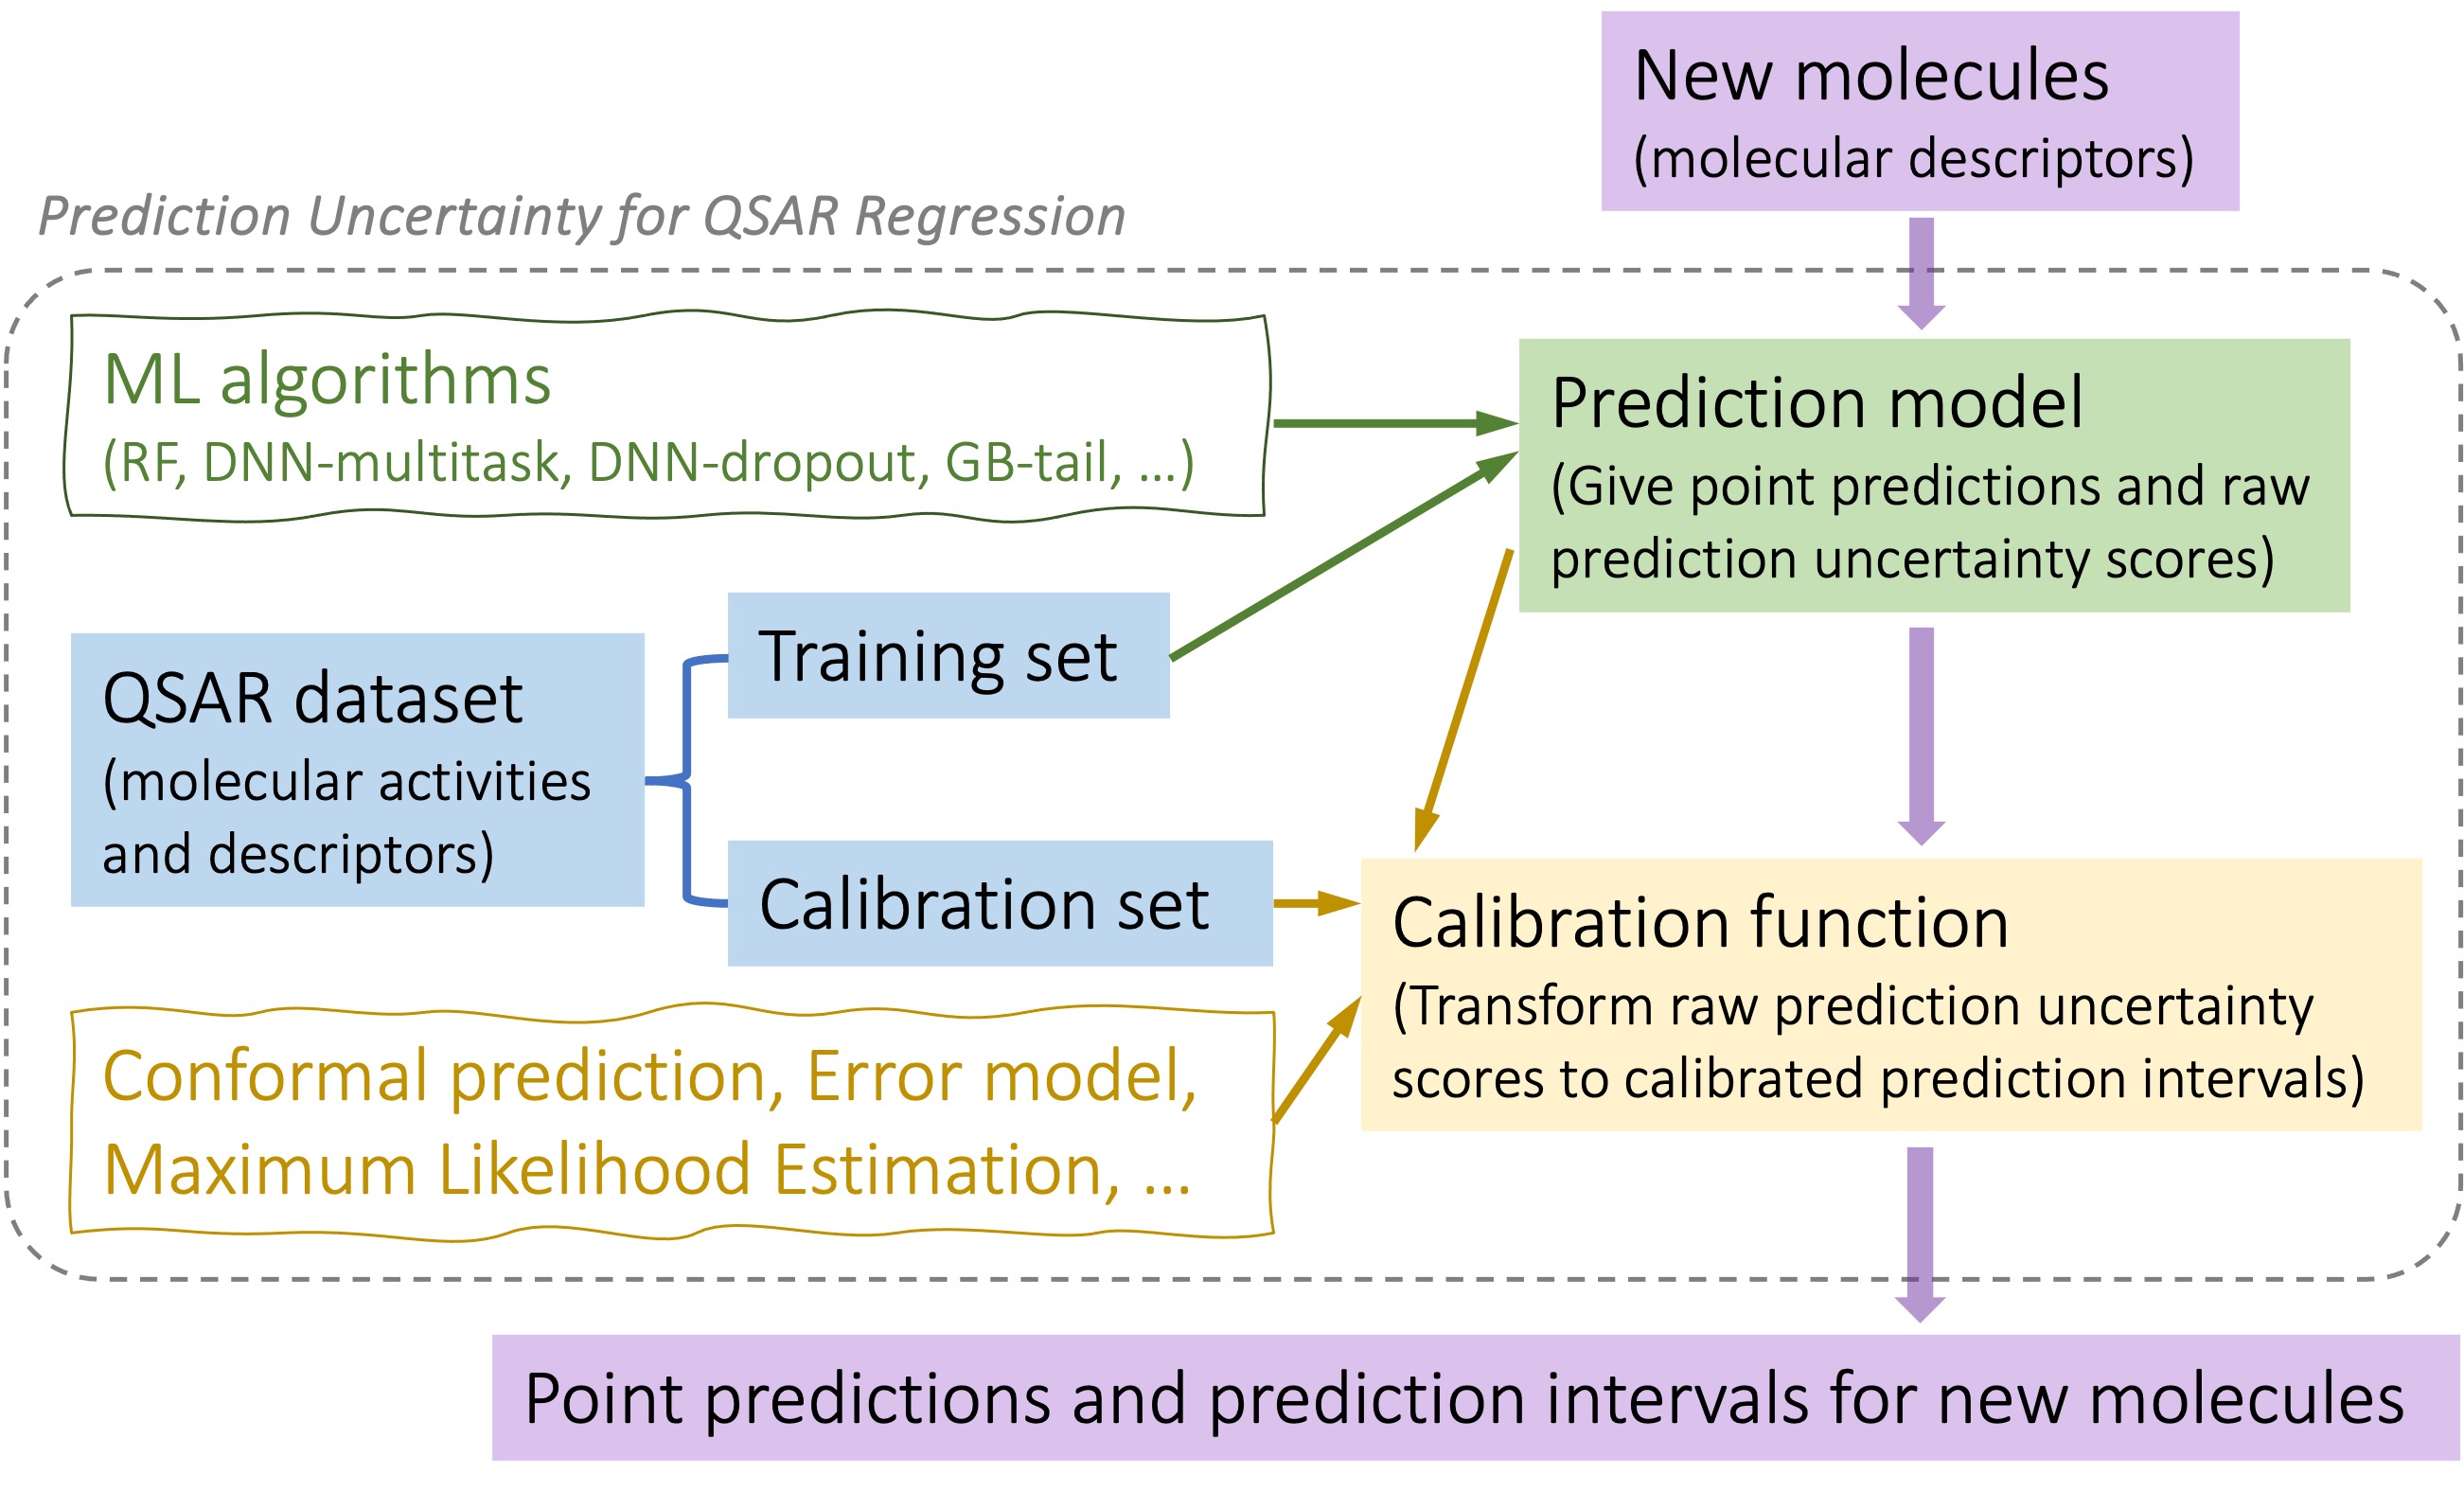 New molecules
(molecular descriptors)
Prediction Uncertainty for QSAR Regression
ML algorithms
(RF, DNN-multitask, DNN-dropout, GB-tail, ...)
Prediction model
(Give point predictions and raw
prediction uncertainty scores)
Training set
QSAR dataset
(molecular activities
and descriptors)
Calibration set
Calibration function
(Transform raw prediction uncertainty
scores to calibrated prediction intervals)
Conformal prediction, Error model,
Maximum Likelihood Estimation, ...
Point predictions and prediction intervals for new molecules